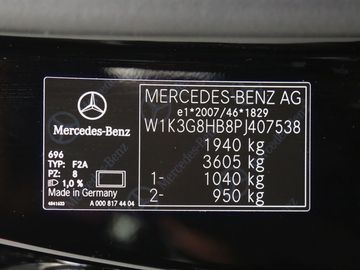 Mercedes-Benz
696
TYP: F2A
PZ: 8
1,0 %
Made in Germany
A 000 817 44 04
MERCEDES-BENZ AG
e1*2007/46*1829
W1K3G8HB8PJ407538
1940 kg
3605 kg
1- 1040 kg
2- 950 kg